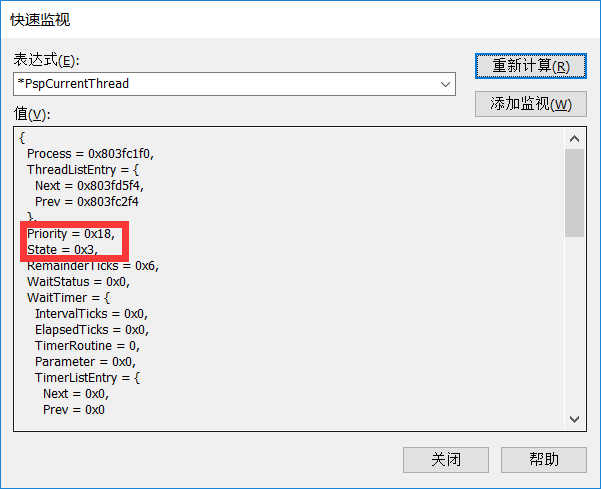 快速监视
表达式(E):
重新计算(R)
*PspCurrentThread
添加监视(W)
值(V):
{
Process = 0x803fc1f0,
ThreadListEntry = {
Next = 0x803fd5f4,
Prev = 0x803fc2f4
},
Priority = 0x18,
State = 0x3,
RemainderTicks = 0x6,
WaitStatus = 0x0,
WaitTimer = {
IntervalTicks = 0x0,
ElapsedTicks = 0x0,
TimerRoutine = 0,
Parameter = 0x0,
TimerListEntry = {
Next = 0x0,
Prev = 0x0
关闭
帮助